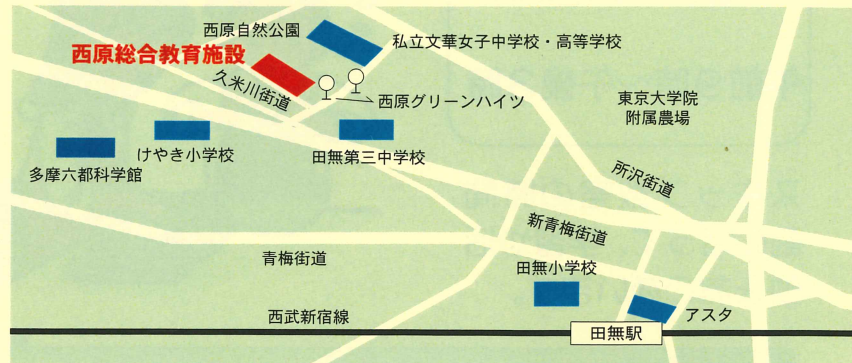 西原自然公園
私立文華女子中学校・高等学校
西原総合教育施設
久米川街道
西原グリーンハイツ
東京大学院
附属農場
多摩六都科学館
けやき小学校
田無第三中学校
所沢街道
新青梅街道
青梅街道
田無小学校
西武新宿線
アスタ
田無駅